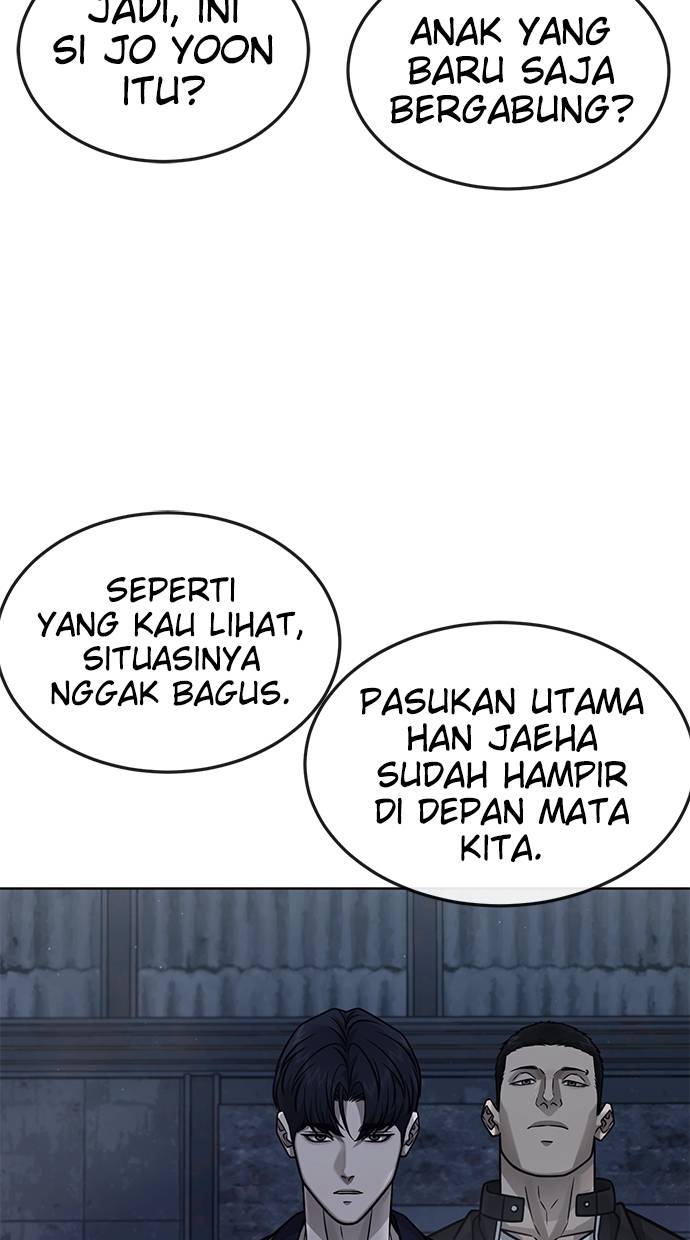 JADI, INI
SI JO YOON
ITU?
ANAK YANG
BARU SAJA
BERGABUNG?
SEPERTI
YANG KAU LIHAT,
SITUASINYA
NGGAK BAGUS.
PASUKAN UTAMA
HAN JAEHA
SUDAH HAMPIR
DI DEPAN MATA
KITA.